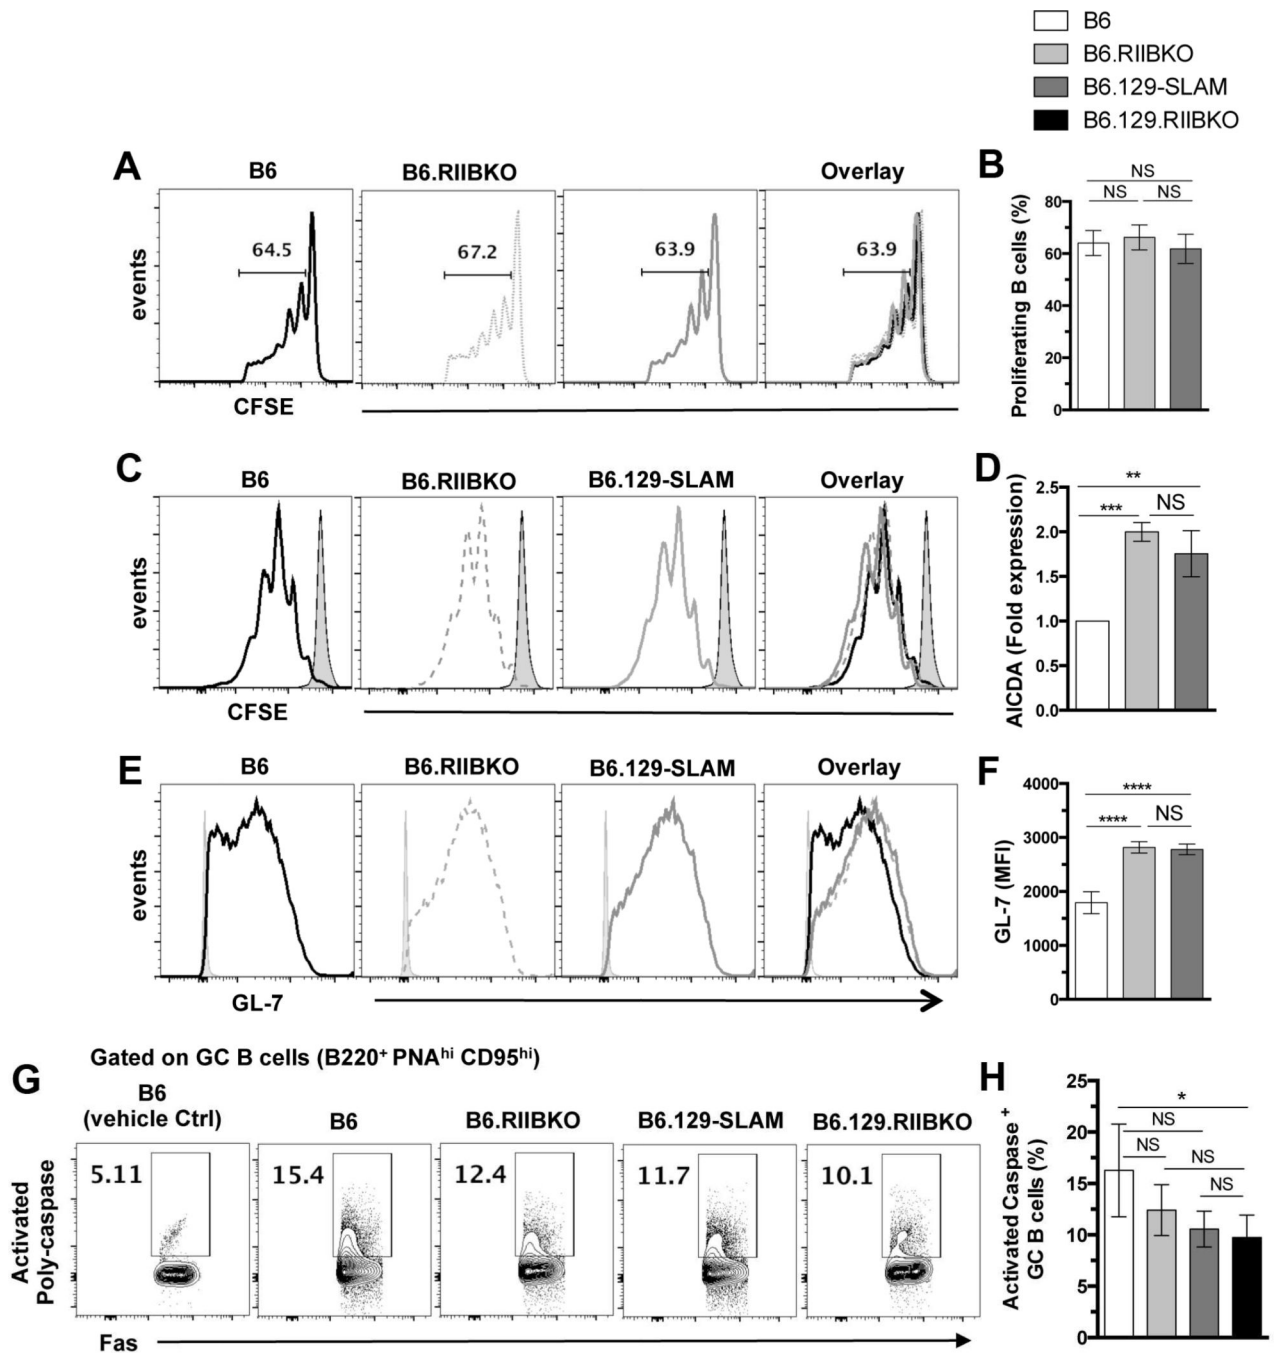 B6
B6.RIIBKO
B6.129-SLAM
B6.129.RIIBKO
A
B6
B6.RIIBKO
Overlay
events
64.5
67.2
63.9
63.9
CFSE
B
Proliferating B cells (%)
NS
NS
NS
80
60
40
20
0
C
B6
B6.RIIBKO
B6.129-SLAM
Overlay
events
CFSE
D
AICDA (Fold expression)
**
***
NS
2.5
2.0
1.5
1.0
0.5
0.0
E
B6
B6.RIIBKO
B6.129-SLAM
Overlay
events
GL-7
F
GL-7 (MFI)
****
****
NS
4000
3000
2000
1000
0
Gated on GC B cells (B220⁺ PNAʰⁱ CD95ʰⁱ)
G
B6
(vehicle Ctrl)
B6
B6.RIIBKO
B6.129-SLAM
B6.129.RIIBKO
Activated
Poly-caspase
5.11
15.4
12.4
11.7
10.1
Fas
H
Activated Caspase ⁺
GC B cells (%)
*
NS
NS
NS
NS
25
20
15
10
5
0